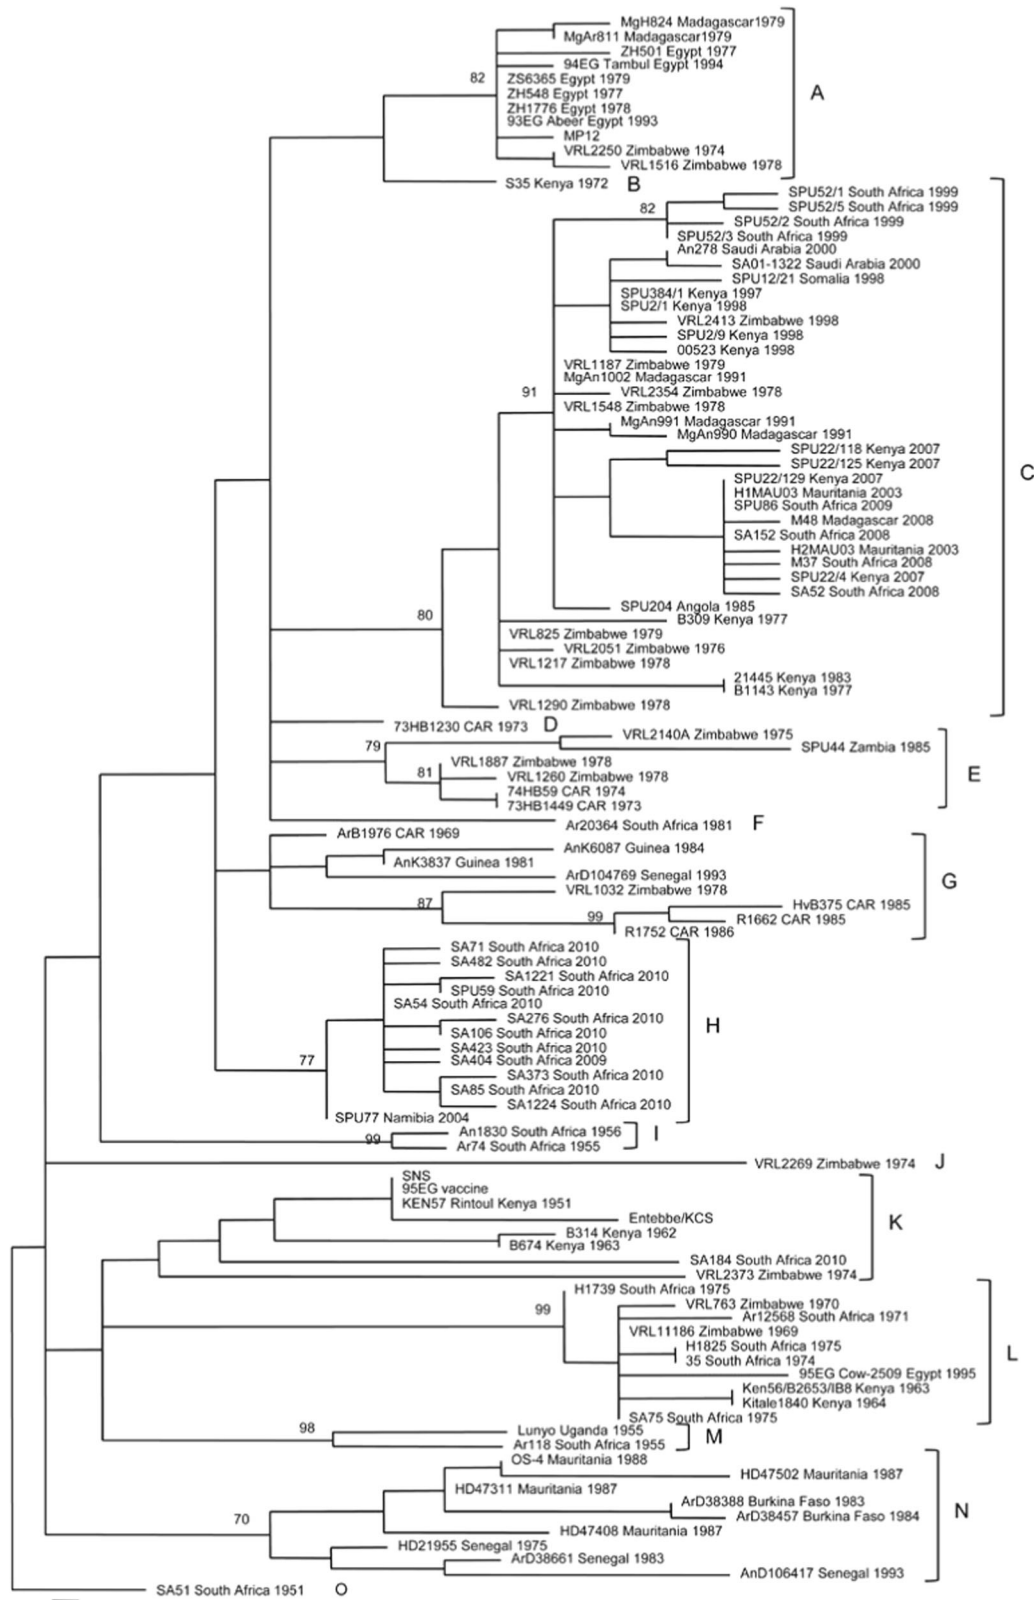 MgH824 Madagascar1979
MgAr811 Madagascar1979
ZH501 Egypt 1977
94EG Tambul Egypt 1994
82
ZS6365 Egypt 1979
ZH548 Egypt 1977
A
ZH1776 Egypt 1978
93EG Abeer Egypt 1993
MP12
VRL2250 Zimbabwe 1974
VRL1516 Zimbabwe 1978
S35 Kenya 1972
B
SPU52/1 South Africa 1999
82
SPU52/5 South Africa 1999
SPU52/2 South Africa 1999
SPU52/3 South Africa 1999
An278 Saudi Arabia 2000
SA01-1322 Saudi Arabia 2000
SPU12/21 Somalia 1998
SPU384/1 Kenya 1997
SPU2/1 Kenya 1998
VRL2413 Zimbabwe 1998
SPU2/9 Kenya 1998
00523 Kenya 1998
VRL1187 Zimbabwe 1979
MgAn1002 Madagascar 1991
91
VRL2354 Zimbabwe 1978
VRL1548 Zimbabwe 1978
MgAn991 Madagascar 1991
MgAn990 Madagascar 1991
SPU22/118 Kenya 2007
SPU22/125 Kenya 2007
C
SPU22/129 Kenya 2007
H1MAU03 Mauritania 2003
SPU86 South Africa 2009
M48 Madagascar 2008
SA152 South Africa 2008
H2MAU03 Mauritania 2003
M37 South Africa 2008
SPU22/4 Kenya 2007
SA52 South Africa 2008
SPU204 Angola 1985
80
B309 Kenya 1977
VRL825 Zimbabwe 1979
VRL2051 Zimbabwe 1976
VRL1217 Zimbabwe 1978
21445 Kenya 1983
B1143 Kenya 1977
VRL1290 Zimbabwe 1978
73HB1230 CAR 1973
D
VRL2140A Zimbabwe 1975
79
SPU44 Zambia 1985
VRL1887 Zimbabwe 1978
81
VRL1260 Zimbabwe 1978
E
74HB59 CAR 1974
73HB1449 CAR 1973
Ar20364 South Africa 1981
F
ArB1976 CAR 1969
AnK6087 Guinea 1984
AnK3837 Guinea 1981
ArD104769 Senegal 1993
G
VRL1032 Zimbabwe 1978
87
HvB375 CAR 1985
99
R1662 CAR 1985
R1752 CAR 1986
SA71 South Africa 2010
SA482 South Africa 2010
SA1221 South Africa 2010
SPU59 South Africa 2010
SA54 South Africa 2010
SA276 South Africa 2010
H
SA106 South Africa 2010
SA423 South Africa 2010
77
SA404 South Africa 2009
SA373 South Africa 2010
SA85 South Africa 2010
SA1224 South Africa 2010
SPU77 Namibia 2004
An1830 South Africa 1956
I
99
Ar74 South Africa 1955
VRL2269 Zimbabwe 1974
J
SNS
95EG vaccine
KEN57 Rintoul Kenya 1951
Entebbe/KCS
K
B314 Kenya 1962
B674 Kenya 1963
SA184 South Africa 2010
VRL2373 Zimbabwe 1974
H1739 South Africa 1975
99
VRL763 Zimbabwe 1970
Ar12568 South Africa 1971
VRL11186 Zimbabwe 1969
H1825 South Africa 1975
L
35 South Africa 1974
95EG Cow-2509 Egypt 1995
Ken56/B2653/IB8 Kenya 1963
Kitale1840 Kenya 1964
SA75 South Africa 1975
98
Lunyo Uganda 1955
M
Ar118 South Africa 1955
OS-4 Mauritania 1988
HD47502 Mauritania 1987
HD47311 Mauritania 1987
ArD38388 Burkina Faso 1983
N
70
ArD38457 Burkina Faso 1984
HD47408 Mauritania 1987
HD21955 Senegal 1975
ArD38661 Senegal 1983
AnD106417 Senegal 1993
SA51 South Africa 1951
O